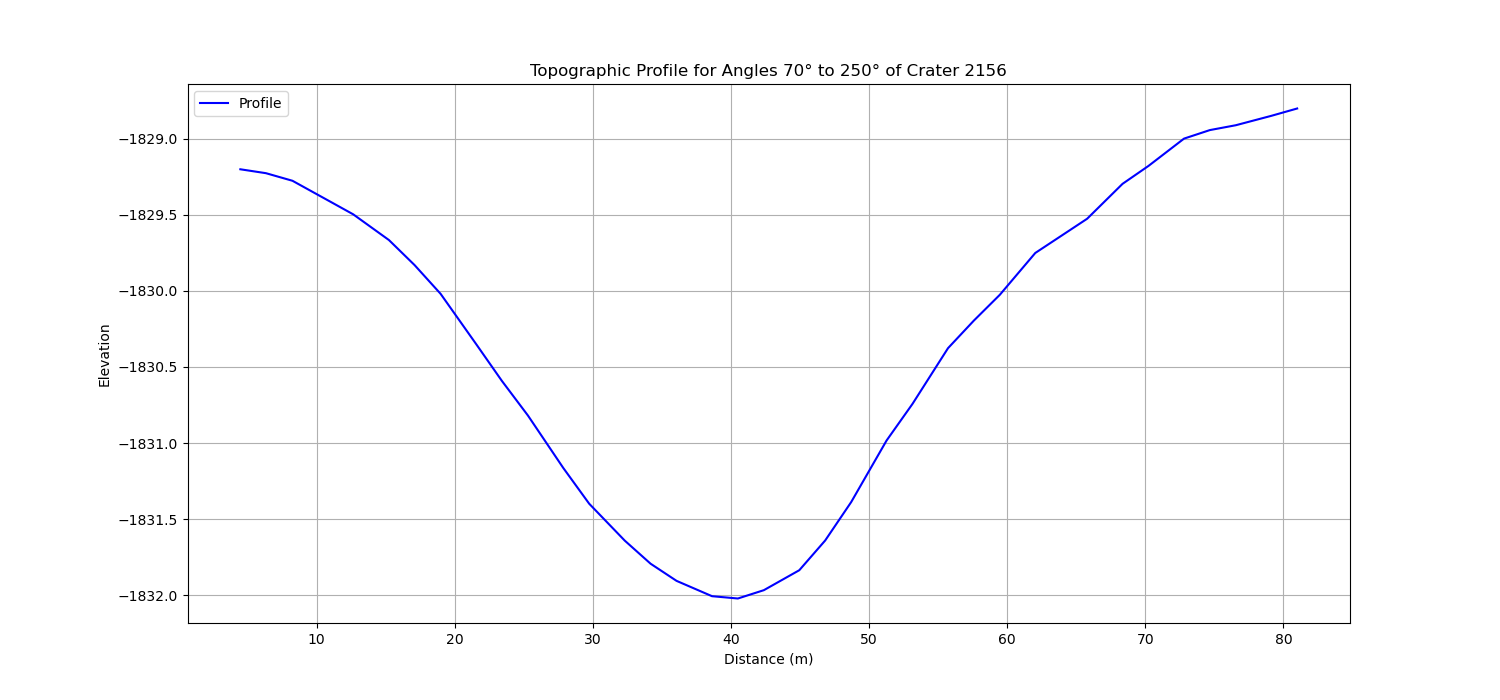 Topographic Profile for Angles 70° to 250° of Crater 2156
Profile
−1829.0
−1829.5
−1830.0
−1830.5
−1831.0
−1831.5
−1832.0
Elevation
10 20 30 40 50 60 70 80
Distance (m)